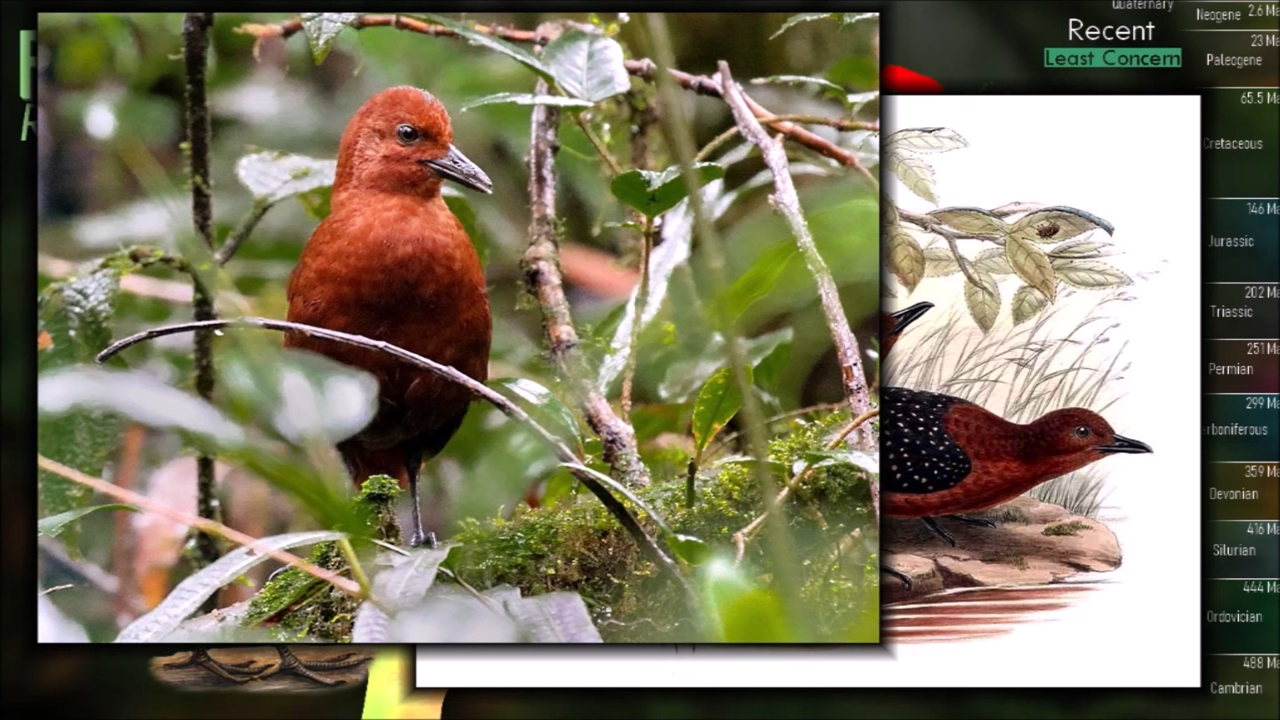 Recent
Least Concern
quaternary
Neogene 2.6 Ma
23 Ma
Paleogene
65.5 Ma
Cretaceous
146 Ma
Jurassic
202 Ma
Triassic
251 Ma
Permian
299 Ma
rboniferous
359 Ma
Devonian
416 Ma
Silurian
444 Ma
Ordovician
488 Ma
Cambrian